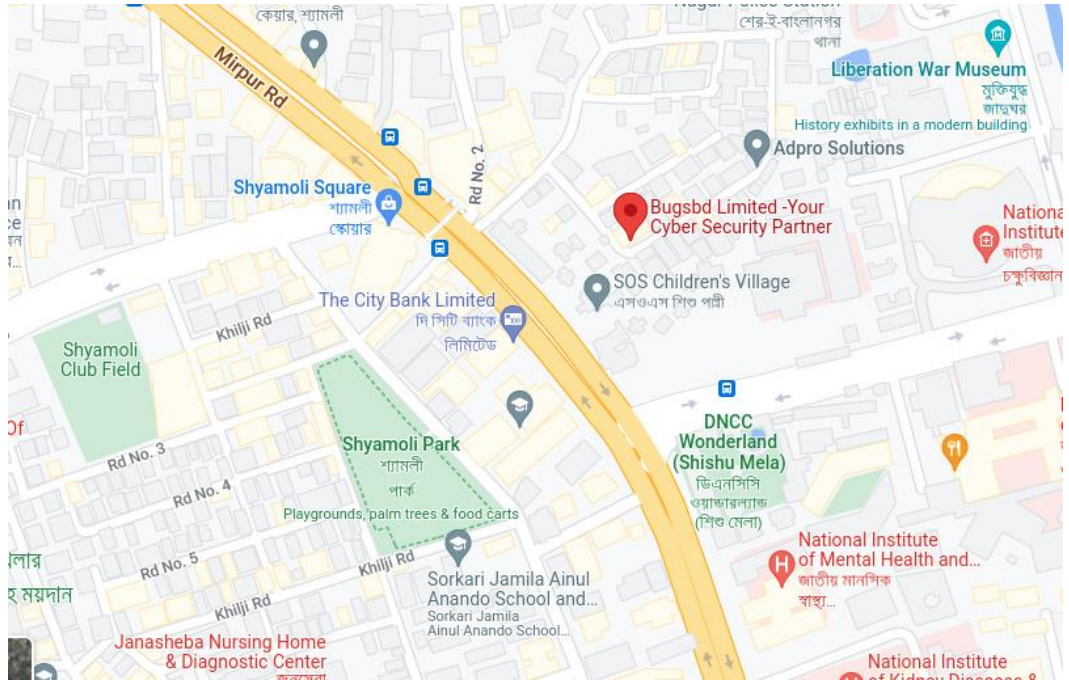 কেয়ার, শ্যামলী
Mirpur Rd
শের-ই-বাংলানগর
থানা
Liberation War Museum
মুক্তিযুদ্ধ
জাদুঘর
History exhibits in a modern building
Adpro Solutions
Rd No. 2
Shyamoli Square
শ্যামলী
স্কোয়ার
Bugsbd Limited -Your
Cyber Security Partner
জাতীয়
চক্ষুবিজ্ঞান
SOS Children's Village
এসওএস শিশু পল্লী
The City Bank Limited
দি সিটি ব্যাংক
লিমিটেড
Khilji Rd
Shyamoli
Club Field
Rd No. 3
Rd No. 4
Rd No. 5
Shyamoli Park
শ্যামলী
পার্ক
Playgrounds, palm trees & food carts
DNCC
Wonderland
(Shishu Mela)
ডিএনসিসি
ওয়ান্ডারল্যান্ড
(শিশু মেলা)
National Institute
of Mental Health and...
জাতীয় মানসিক
স্বাস্থ্য...
Khilji Rd
Khilji Rd
Sorkari Jamila Ainul
Anando School and...
Sorkari Jamila
Ainul Anando School...
Janasheba Nursing Home
& Diagnostic Center
National Institute
of Kidney Diseases &